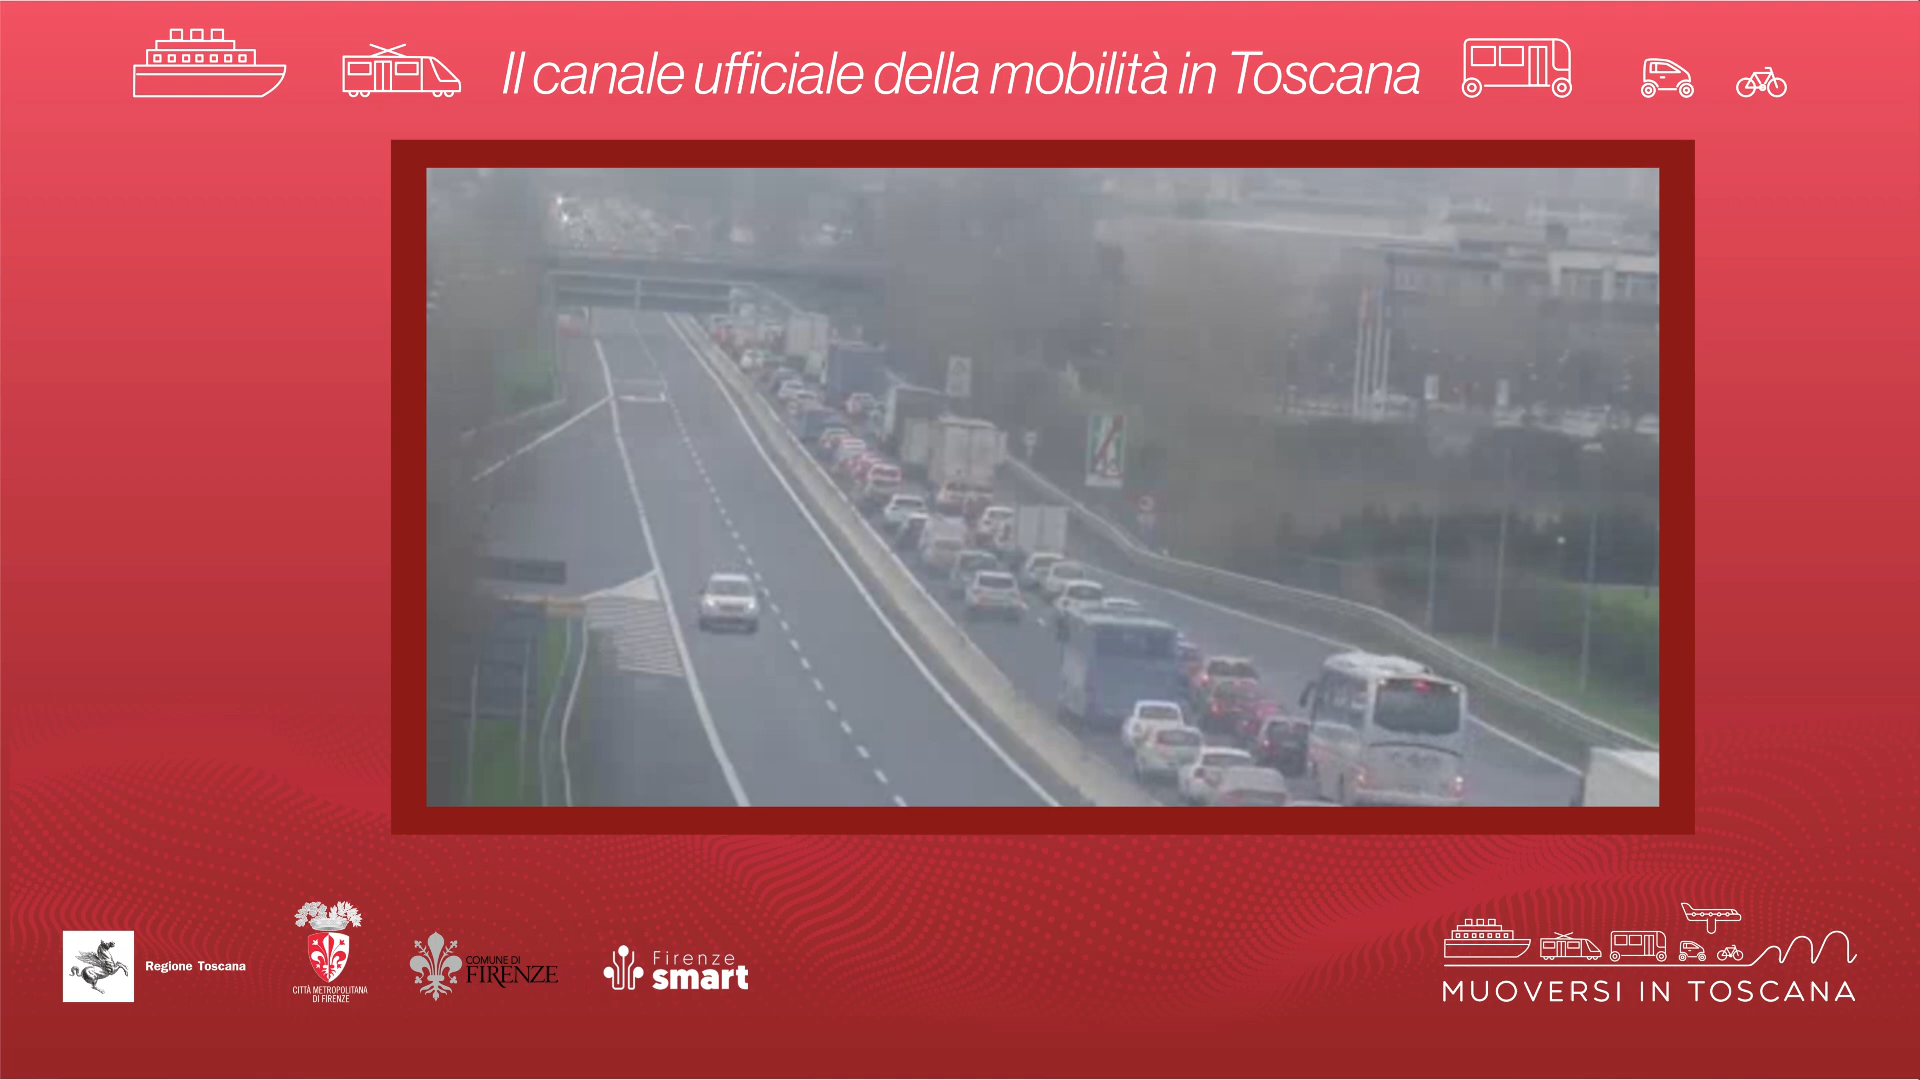 Il canale ufficiale della mobilità in Toscana
Regione Toscana
CITTÀ METROPOLITANA
DI FIRENZE
COMUNE DI
FIRENZE
Firenze
smart
MUOVERSI IN TOSCANA